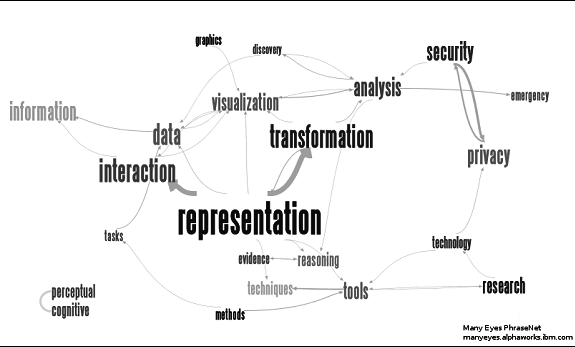 graphics
discovery
security
analysis
emergency
visualization
information
data
transformation
privacy
interaction
representation
tasks
technology
evidence
reasoning
techniques
tools
research
perceptual
cognitive
methods
Many Eyes PhraseNet
manyeyes.alphaworks.ibm.com